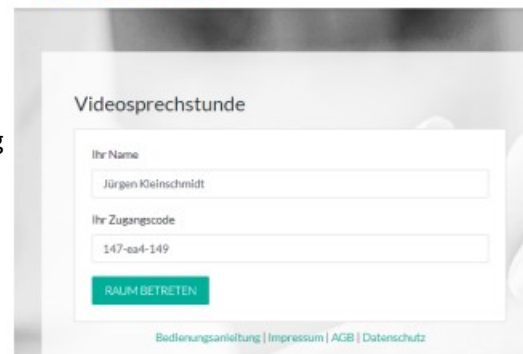 Videosprechstunde
g
Ihr Name
Jürgen Kleinschmidt
Ihr Zugangscode
147-ea4-149
RAUM BETRETEN
Bedienungsanleitung | Impressum | AGB | Datenschutz